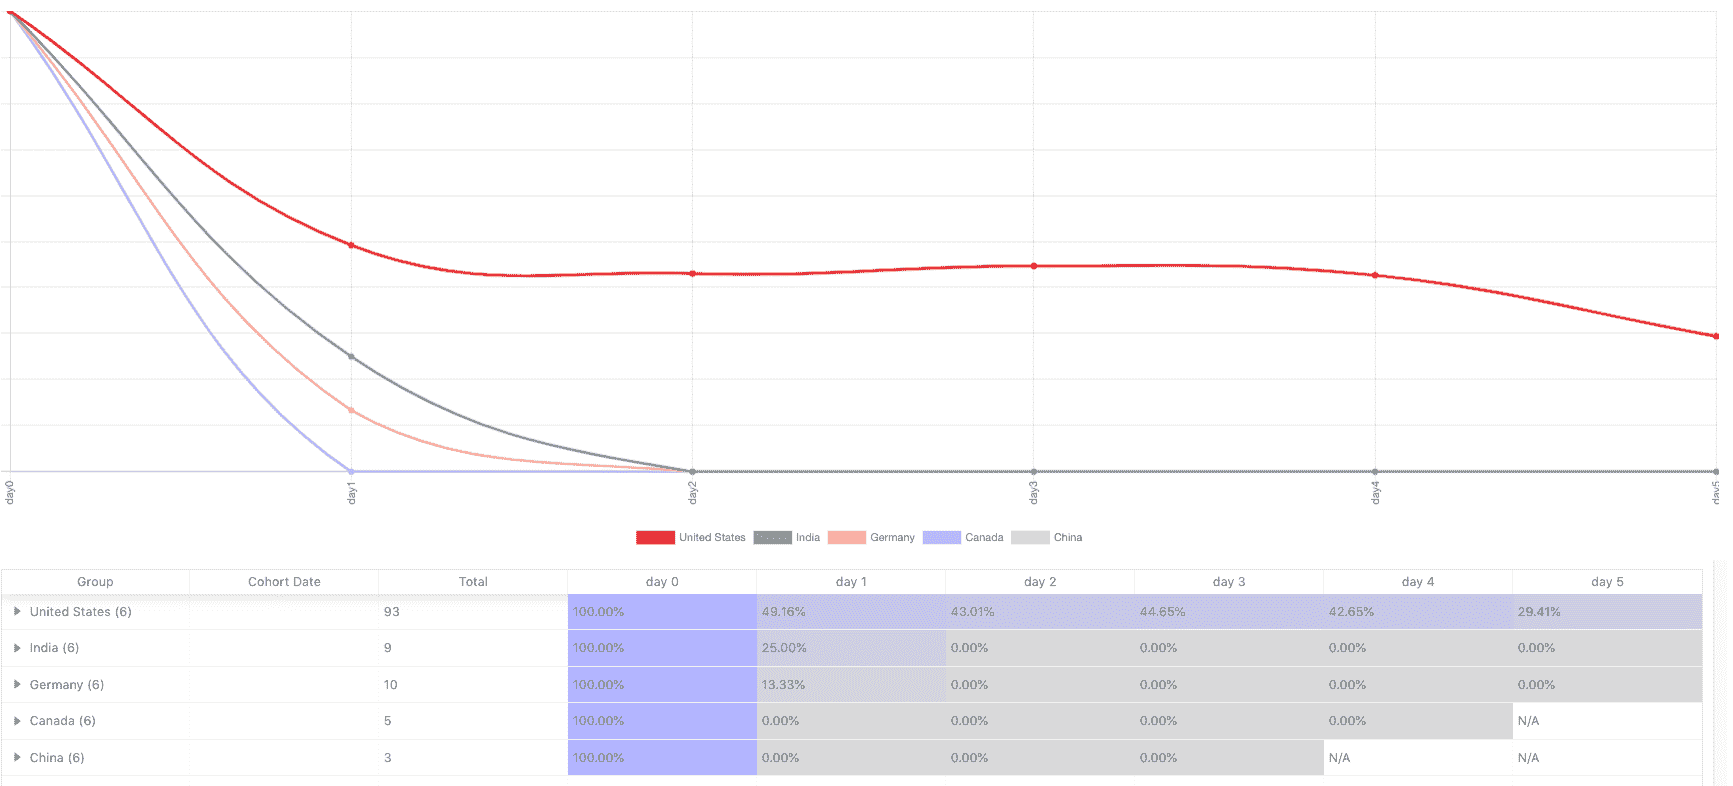 day0 day1 day2 day3 day4 day5
United States India Germany Canada China
Group Cohort Date Total day 0 day 1 day 2 day 3 day 4 day 5
United States (6) 93 100.00% 49.16% 43.01% 44.65% 42.65% 29.41%
India (6) 9 100.00% 25.00% 0.00% 0.00% 0.00% 0.00%
Germany (6) 10 100.00% 13.33% 0.00% 0.00% 0.00% 0.00%
Canada (6) 5 100.00% 0.00% 0.00% 0.00% 0.00% N/A
China (6) 3 100.00% 0.00% 0.00% 0.00% N/A N/A